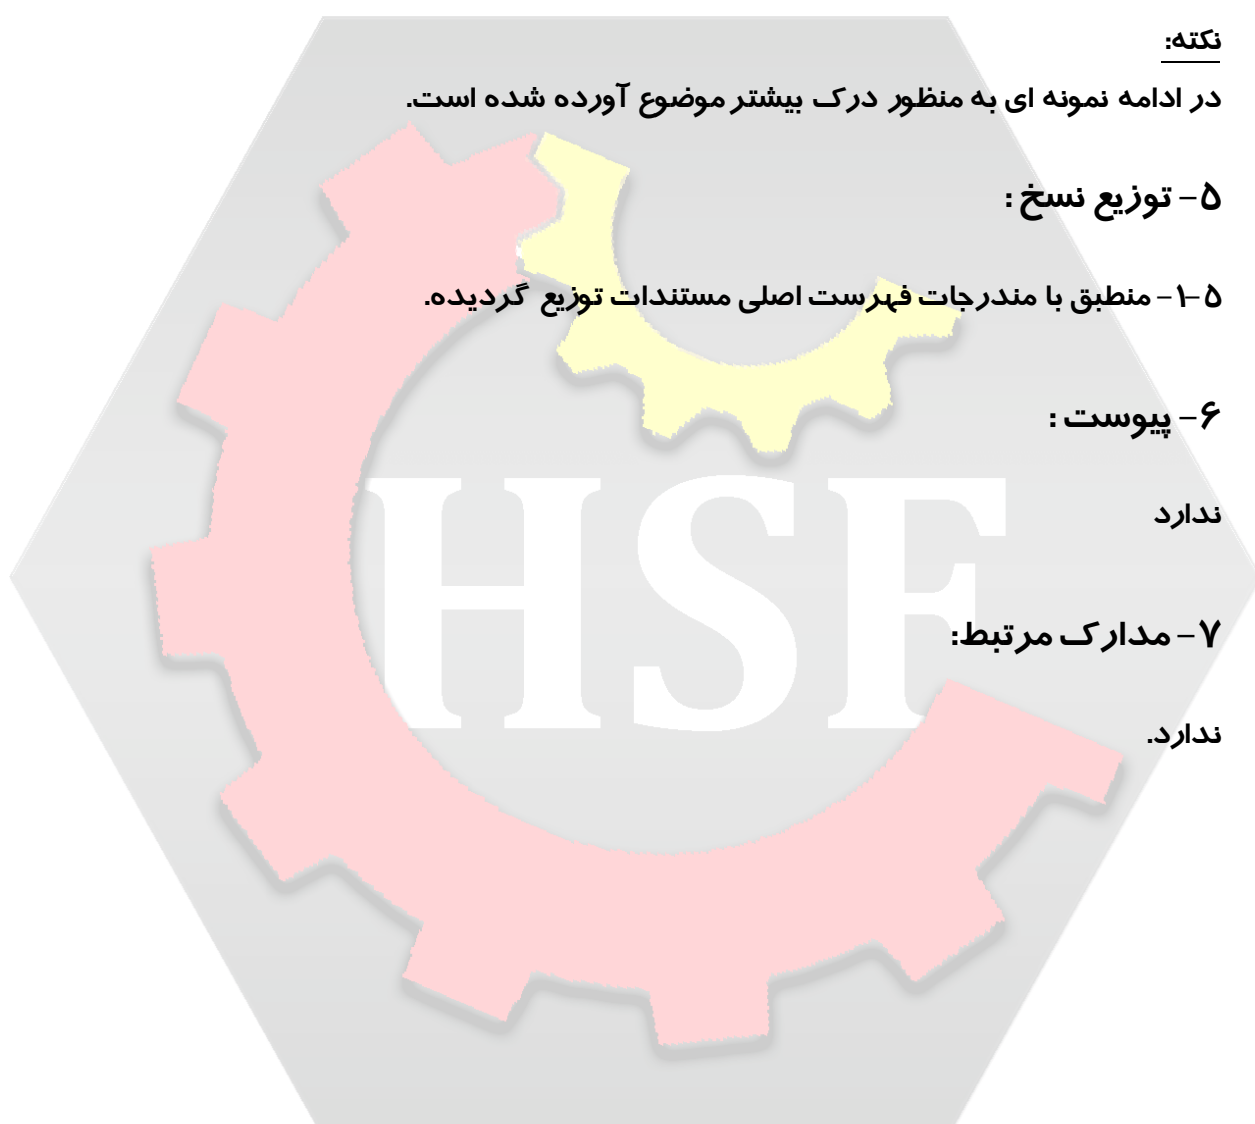 نکته:
در ادامه نمونه ای به منظور درک بیشتر موضوع آورده شده است.
۵- توزیع نسخ :
۵-۱- منطبق با مندرجات فهرست اصلی مستندات توزیع گردیده.
۶- پیوست :
ندارد
HSF
۷- مدارک مرتبط:
ندارد.